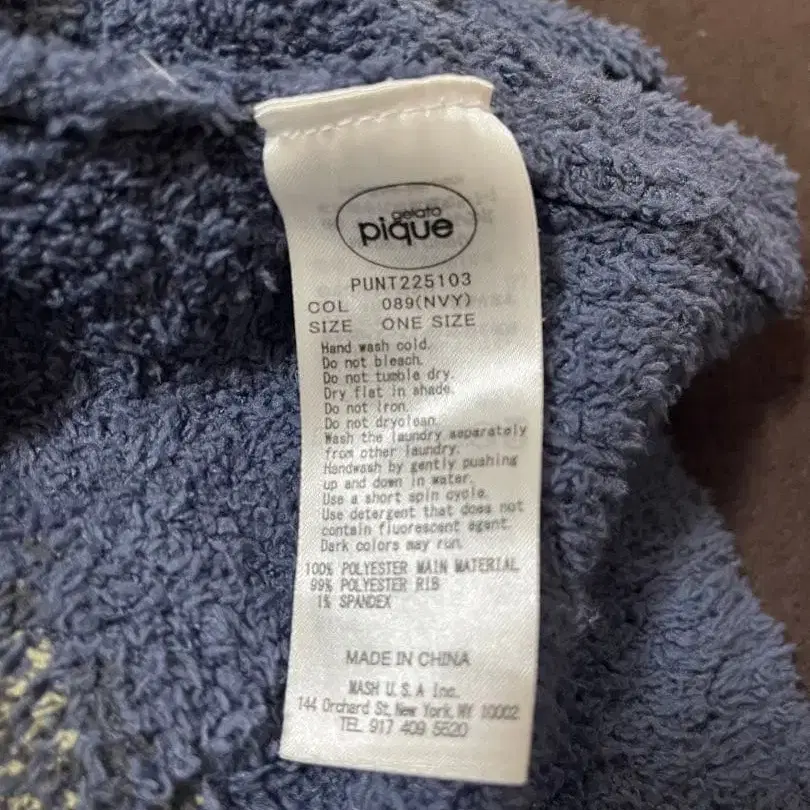 gelato
pique
PUNT225103
COL 089(NVY)
SIZE ONE SIZE
Hand wash cold.
Do not bleach.
Do not tumble dry.
Dry flat in shade.
Do not iron.
Do not dryclean.
Wash the laundry separately
from other laundry.
Handwash by gently pushing
up and down in water.
Use a short spin cycle.
Use detergent that does not
contain fluorescent agent.
Dark colors may run.
100% POLYESTER MAIN MATERIAL
99% POLYESTER RIB
1% SPANDEX
MADE IN CHINA
MASH U.S.A Inc.
144 Orchard St, New York, NY 10002
TEL 917 409 5620